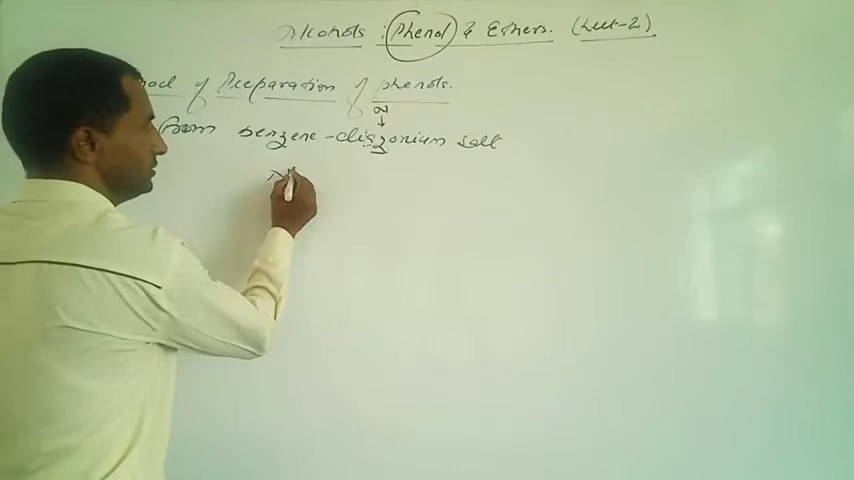 Alcohols : Phenol & Ethers. (Lect-2)
of Preparation of phenols.
N
↓
From benzene-diazonium salt
N